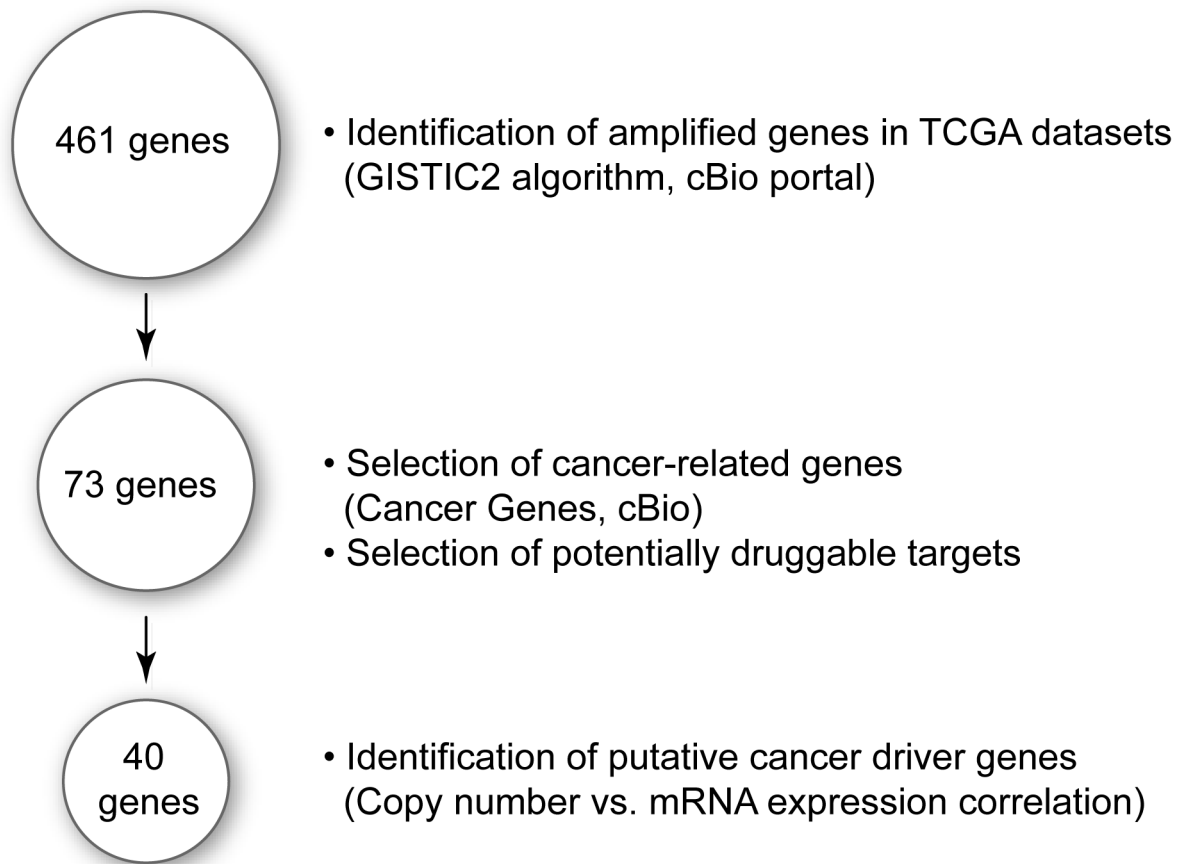 461 genes
• Identification of amplified genes in TCGA datasets
(GISTIC2 algorithm, cBio portal)
73 genes
• Selection of cancer-related genes
(Cancer Genes, cBio)
• Selection of potentially druggable targets
40
genes
• Identification of putative cancer driver genes
(Copy number vs. mRNA expression correlation)